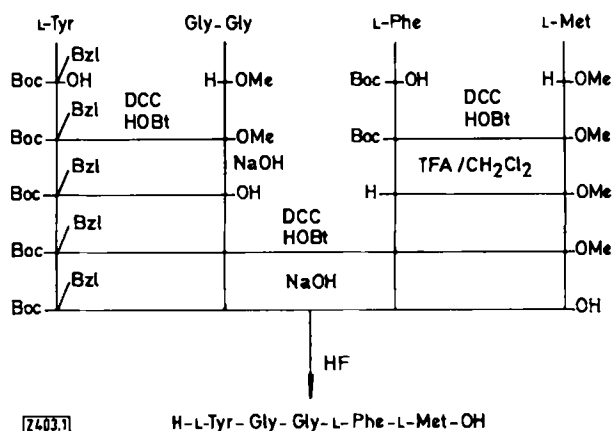 L-Tyr Gly-Gly L-Phe L-Met
Bzl
Boc OH H OMe Boc OH H OMe
Bzl DCC DCC
HOBt HOBt
Boc OMe Boc OMe
Bzl NaOH TFA/CH2Cl2
Boc OH H OMe
Bzl DCC
HOBt
Boc OMe
Bzl NaOH
Boc OH
HF
Z403.1 H-L-Tyr-Gly-Gly-L-Phe-L-Met-OH